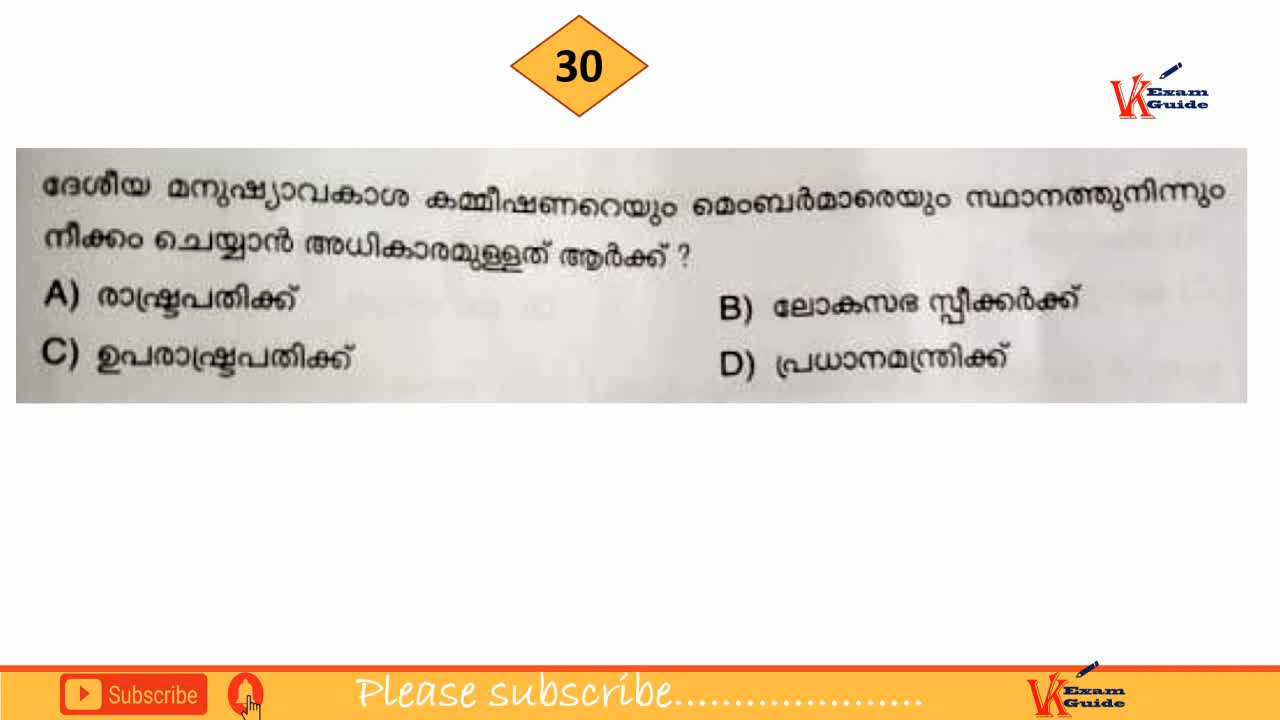 30
VK Exam Guide
ദേശീയ മനുഷ്യാവകാശ കമ്മീഷണറെയും മെംബർമാരെയും സ്ഥാനത്തുനിന്നും
നീക്കം ചെയ്യാൻ അധികാരമുള്ളത് ആർക്ക് ?
A) രാഷ്ട്രപതിക്ക്
B) ലോകസഭ സ്പീക്കർക്ക്
C) ഉപരാഷ്ട്രപതിക്ക്
D) പ്രധാനമന്ത്രിക്ക്
Subscribe
Please subscribe.....................
VK Exam Guide